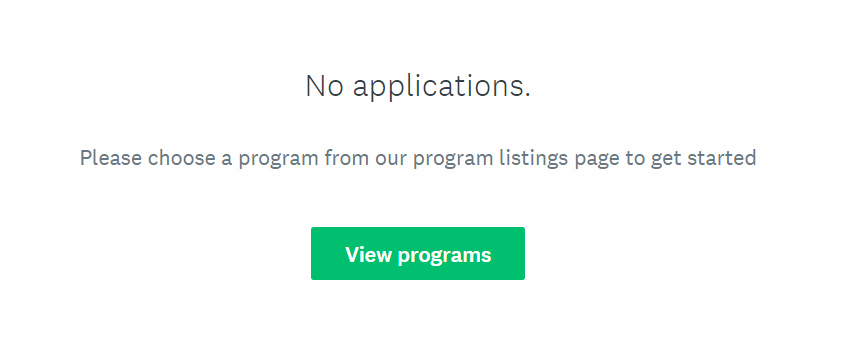 No applications.
Please choose a program from our program listings page to get started
View programs